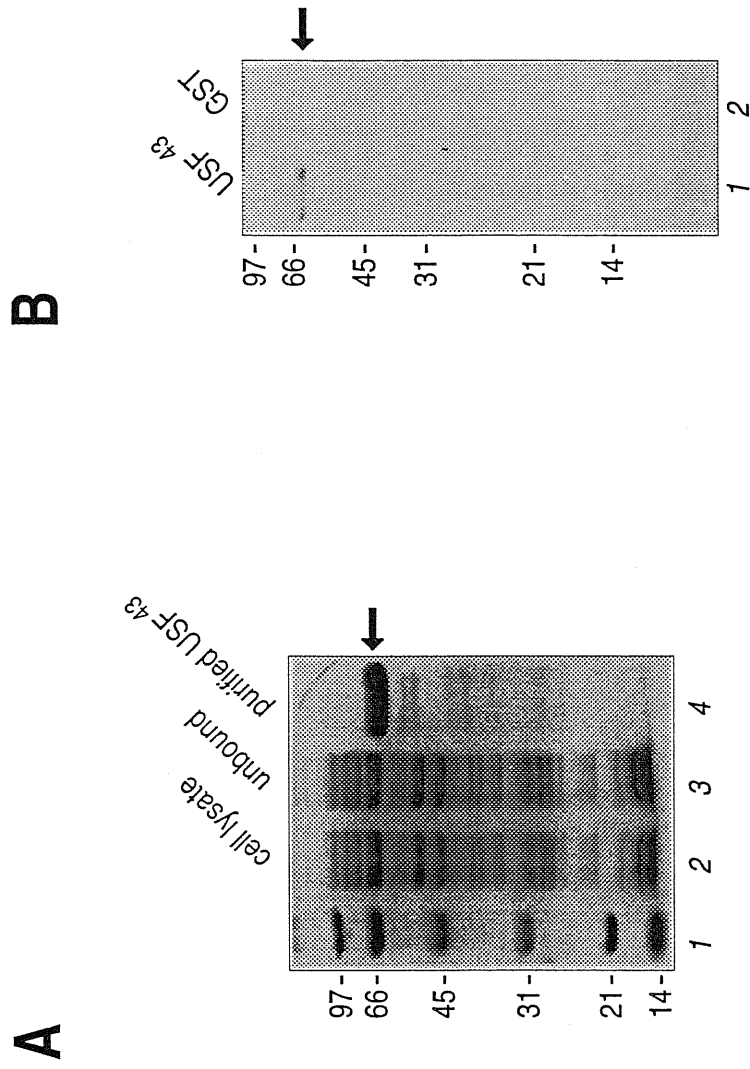 A
cell lysate
unbound
purified USF 43
97-
66-
45-
31-
21-
14-
1 2 3 4
B
USF 43
GST
97-
66-
45-
31-
21-
14-
1 2